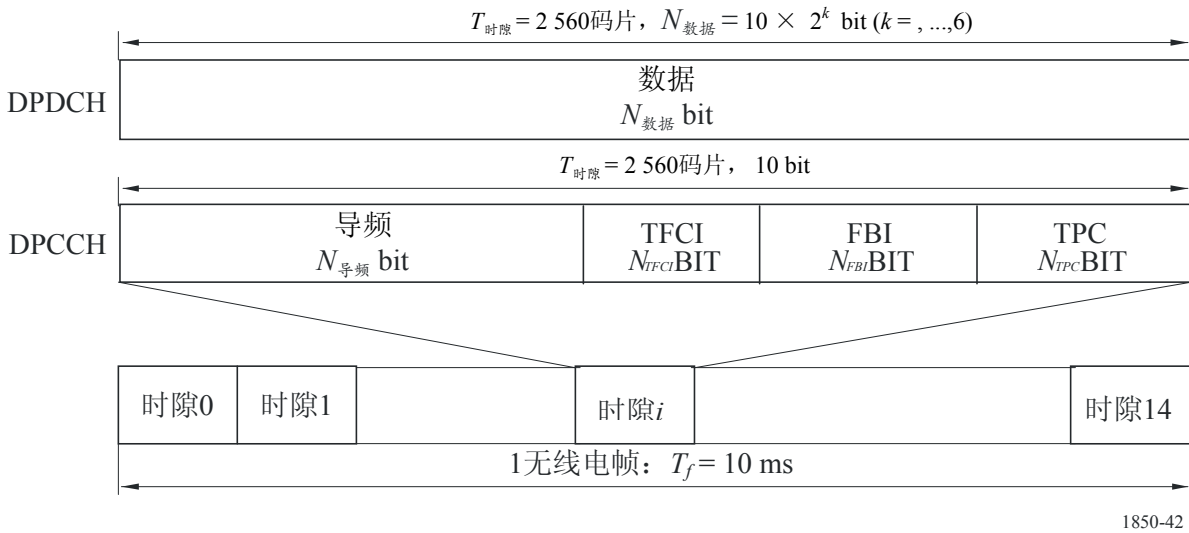 T时隙 = 2 560码片，N数据 = 10 × 2^k bit (k = , ...,6)
DPDCH
数据
N数据 bit
T时隙 = 2 560码片， 10 bit
DPCCH
导频
N导频 bit
TFCI
NTFCIBIT
FBI
NFBIBIT
TPC
NTPCBIT
时隙0
时隙1
时隙i
时隙14
1无线电帧：Tf = 10 ms
1850-42